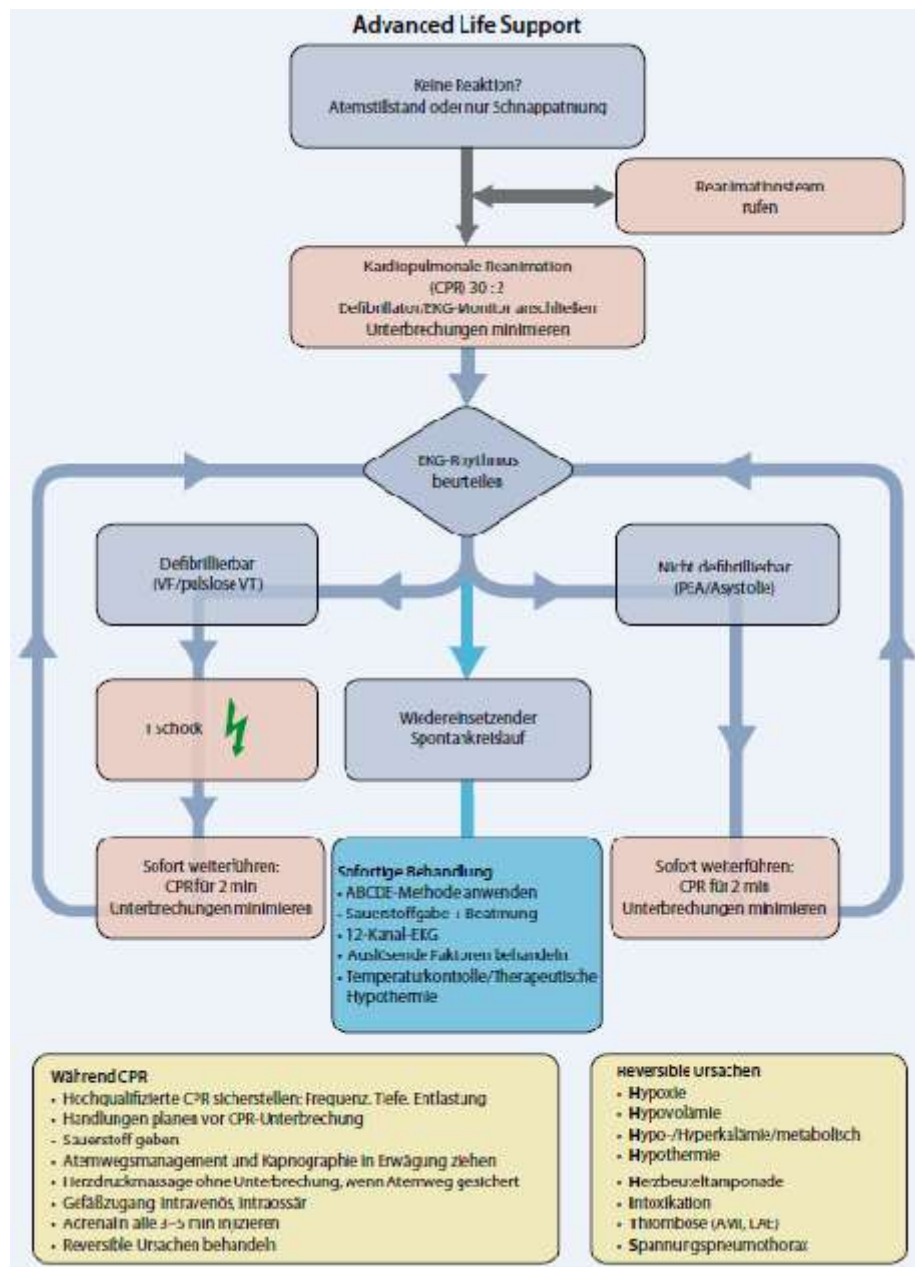 Advanced Life Support
Keine Reaktion?
Atemstillstand oder nur Schnappatmung
Reanimationsteam
rufen
Kardiopulmonale Reanimation
(CPR) 30 : 2
Defibrillator/EKG-Monitor anschließen
Unterbrechungen minimieren
EKG-Rhythmus
beurteilen
Defibrillierbar
(VF/pulslose VT)
Nicht defibrillierbar
(PEA/Asystolie)
1 Schock
Wiedereinsetzender
Spontankreislauf
Sofort weiterführen:
CPR für 2 min
Unterbrechungen minimieren
Sofortige Behandlung
• ABCDE-Methode anwenden
- Sauerstoffgabe + Beatmung
• 12-Kanal-EKG
• Auslösende Faktoren behandeln
• Temperaturkontrolle/Therapeutische
Hypothermie
Sofort weiterführen:
CPR für 2 min
Unterbrechungen minimieren
Während CPR
• Hochqualifizierte CPR sicherstellen: Frequenz, Tiefe, Entlastung
• Handlungen planen vor CPR-Unterbrechung
- Sauerstoff geben
• Atemwegsmanagement und Kapnographie in Erwägung ziehen
• Herzdruckmassage ohne Unterbrechung, wenn Atemweg gesichert
• Gefäßzugang intravenös, intraossär
• Adrenalin alle 3–5 min injizieren
• Reversible Ursachen behandeln
Reversible Ursachen
• Hypoxie
• Hypovolämie
• Hypo-/Hyperkalämie/metabolisch
• Hypothermie
• Herzbeuteltamponade
• Intoxikation
• Thrombose (AMI, LAE)
• Spannungspneumothorax